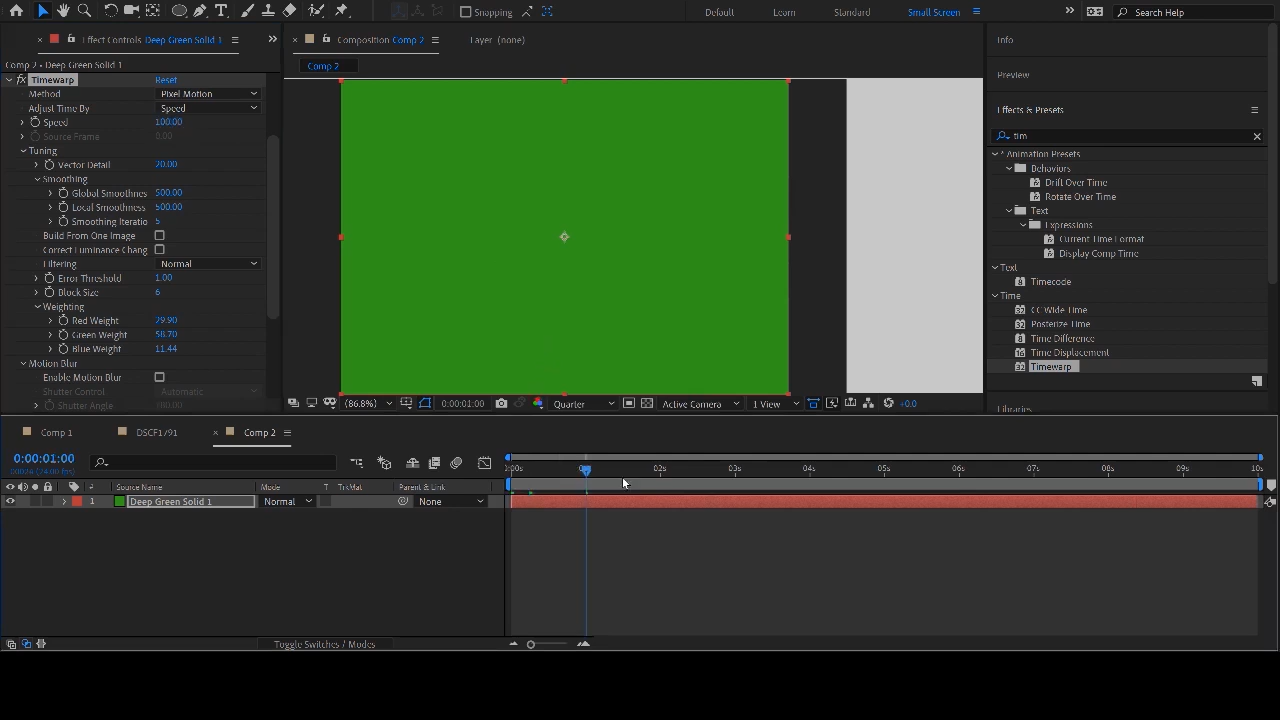 Snapping
Default
Learn
Standard
Small Screen
Search Help
Effect Controls Deep Green Solid 1
Composition Comp 2
Layer (none)
Info
Comp 2 • Deep Green Solid 1
Comp 2
Preview
fx Timewarp
Reset
Method
Pixel Motion
Adjust Time By
Speed
Speed
100.00
Source Frame
0.00
Tuning
Vector Detail
20.00
Smoothing
Global Smoothnes
500.00
Local Smoothness
500.00
Smoothing Iteratio
5
Build From One Image
Correct Luminance Chang
Filtering
Normal
Error Threshold
1.00
Block Size
6
Weighting
Red Weight
29.90
Green Weight
58.70
Blue Weight
11.44
Motion Blur
Enable Motion Blur
Shutter Control
Automatic
Shutter Angle
180.00
Effects & Presets
tim
* Animation Presets
Behaviors
Drift Over Time
Rotate Over Time
Text
Expressions
Current Time Format
Display Comp Time
Text
Timecode
Time
CC Wide Time
Posterize Time
Time Difference
Time Displacement
Timewarp
Libraries
(86.8%)
0:00:01:00
Quarter
Active Camera
1 View
+0.0
Comp 1
DSCF1791
Comp 2
0:00:01:00
00024 (24.00 fps)
:00s
02s
03s
04s
05s
06s
07s
08s
09s
10s
#
Source Name
Mode
T
TrkMat
Parent & Link
1
Deep Green Solid 1
Normal
None
Toggle Switches / Modes